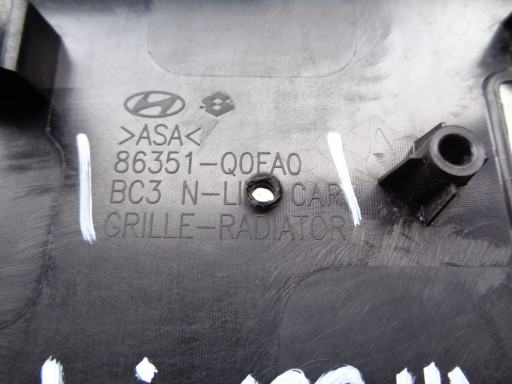 >ASA<
86351-Q0FA0
BC3 N-LI CAR
GRILLE-RADIATOR